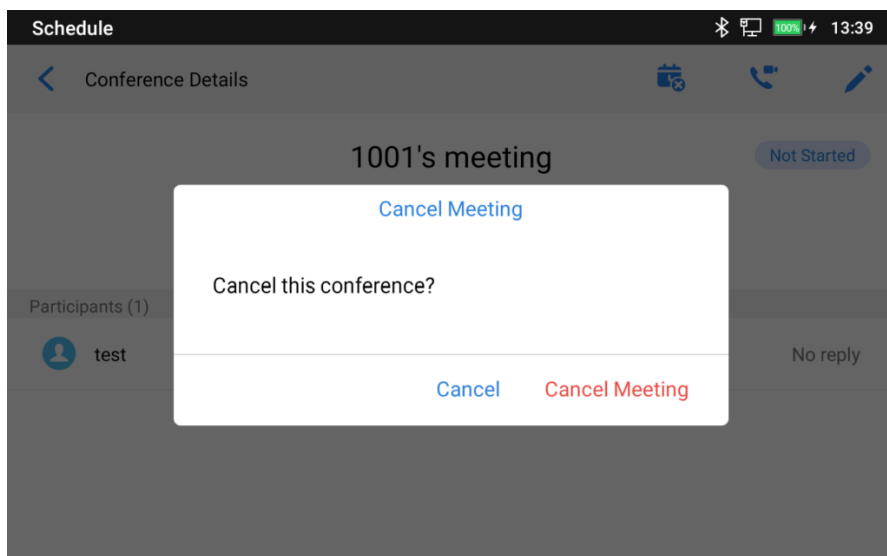 Schedule
100%
13:39
Conference Details
1001's meeting
Not Started
Cancel Meeting
Cancel this conference?
Participants (1)
test
No reply
Cancel
Cancel Meeting